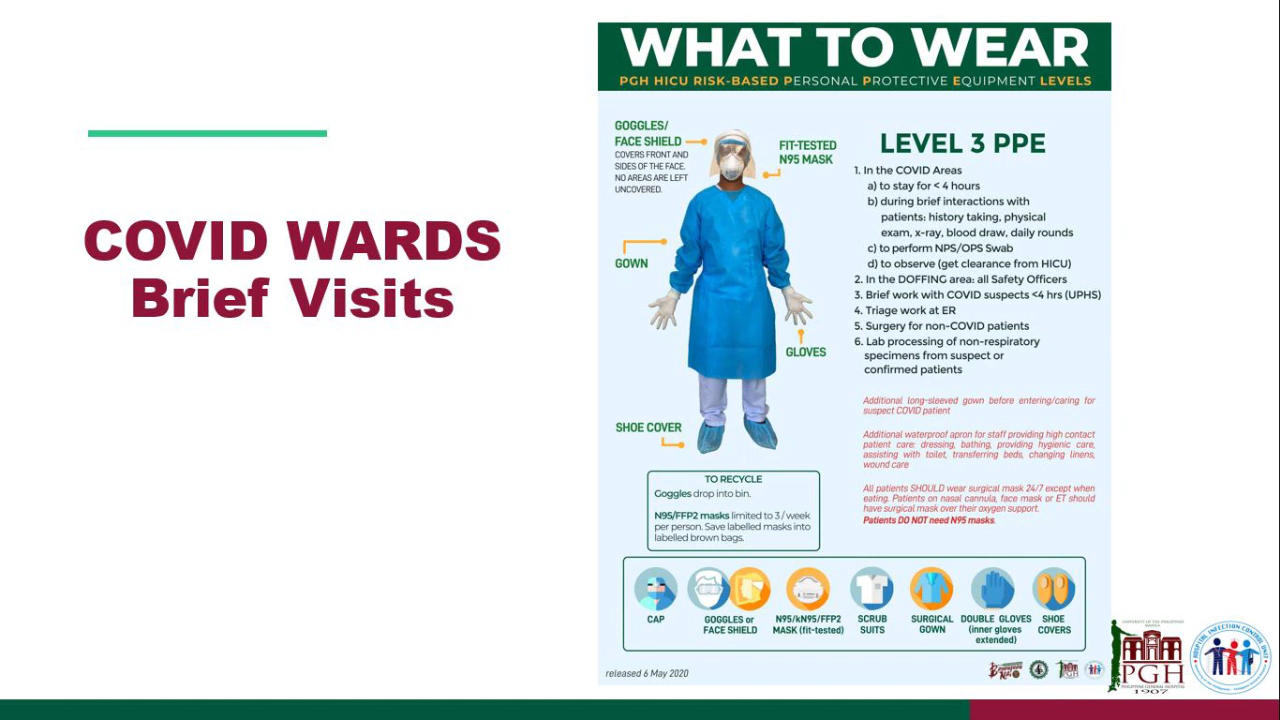 COVID WARDS
Brief Visits
WHAT TO WEAR
PGH HICU RISK-BASED PERSONAL PROTECTIVE EQUIPMENT LEVELS
GOGGLES/
FACE SHIELD
COVERS FRONT AND
SIDES OF THE FACE.
NO AREAS ARE LEFT
UNCOVERED.
FIT-TESTED
N95 MASK
GOWN
GLOVES
SHOE COVER
LEVEL 3 PPE
1. In the COVID Areas
a) to stay for < 4 hours
b) during brief interactions with
patients: history taking, physical
exam, x-ray, blood draw, daily rounds
c) to perform NPS/OPS Swab
d) to observe (get clearance from HICU)
2. In the DOFFING area: all Safety Officers
3. Brief work with COVID suspects <4 hrs (UPHS)
4. Triage work at ER
5. Surgery for non-COVID patients
6. Lab processing of non-respiratory
specimens from suspect or
confirmed patients
Additional long-sleeved gown before entering/caring for
suspect COVID patient
Additional waterproof apron for staff providing high contact
patient care: dressing, bathing, providing hygienic care,
assisting with toilet, transferring beds, changing linens,
wound care
All patients SHOULD wear surgical mask 24/7 except when
eating. Patients on nasal cannula, face mask or ET should
have surgical mask over their oxygen support.
Patients DO NOT need N95 masks.
TO RECYCLE
Goggles drop into bin.
N95/FFP2 masks limited to 3 / week
per person. Save labelled masks into
labelled brown bags.
CAP
GOGGLES or
FACE SHIELD
N95/kN95/FFP2
MASK (fit-tested)
SCRUB
SUITS
SURGICAL
GOWN
DOUBLE GLOVES
(inner gloves
extended)
SHOE
COVERS
released 6 May 2020
PGH
PHILIPPINE GENERAL HOSPITAL
1907
HOSPITAL INFECTION CONTROL UNIT